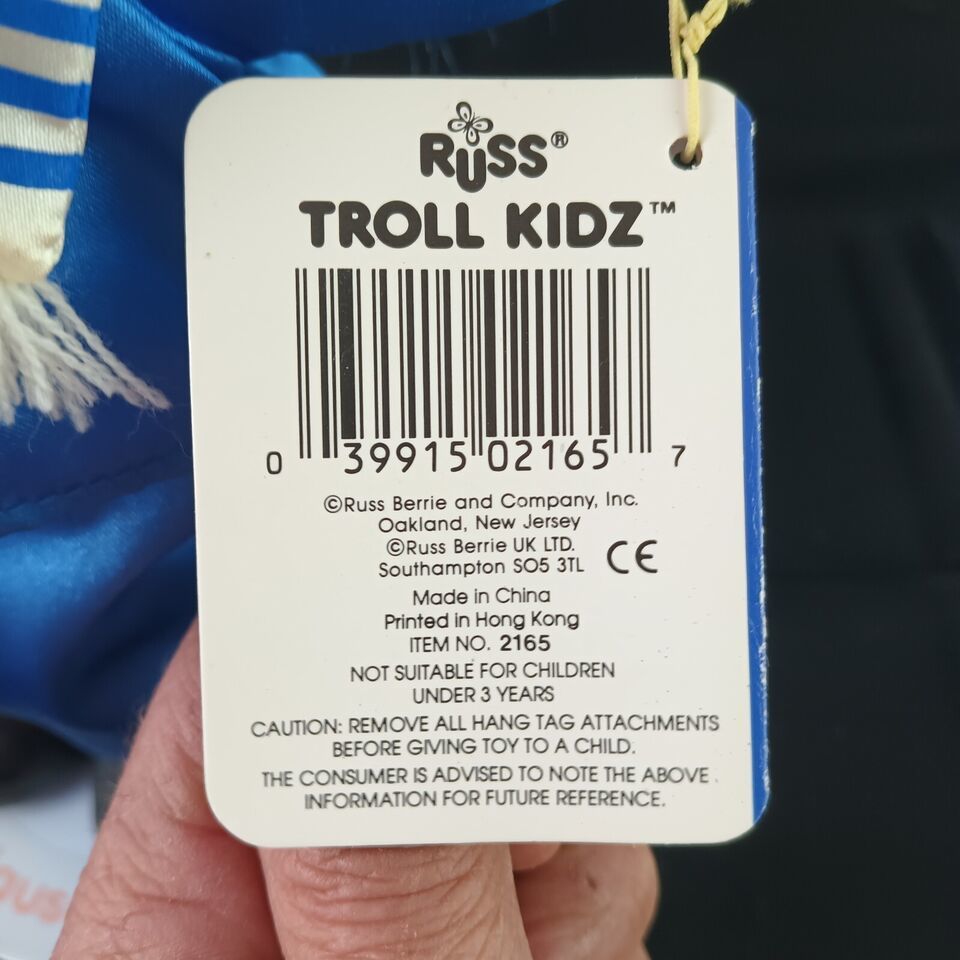 RUSS®
TROLL KIDZ™
0 39915 02165 7
©Russ Berrie and Company, Inc.
Oakland, New Jersey
©Russ Berrie UK LTD.
Southampton SO5 3TL CE
Made in China
Printed in Hong Kong
ITEM NO. 2165
NOT SUITABLE FOR CHILDREN
UNDER 3 YEARS
CAUTION: REMOVE ALL HANG TAG ATTACHMENTS
BEFORE GIVING TOY TO A CHILD.
THE CONSUMER IS ADVISED TO NOTE THE ABOVE
INFORMATION FOR FUTURE REFERENCE.